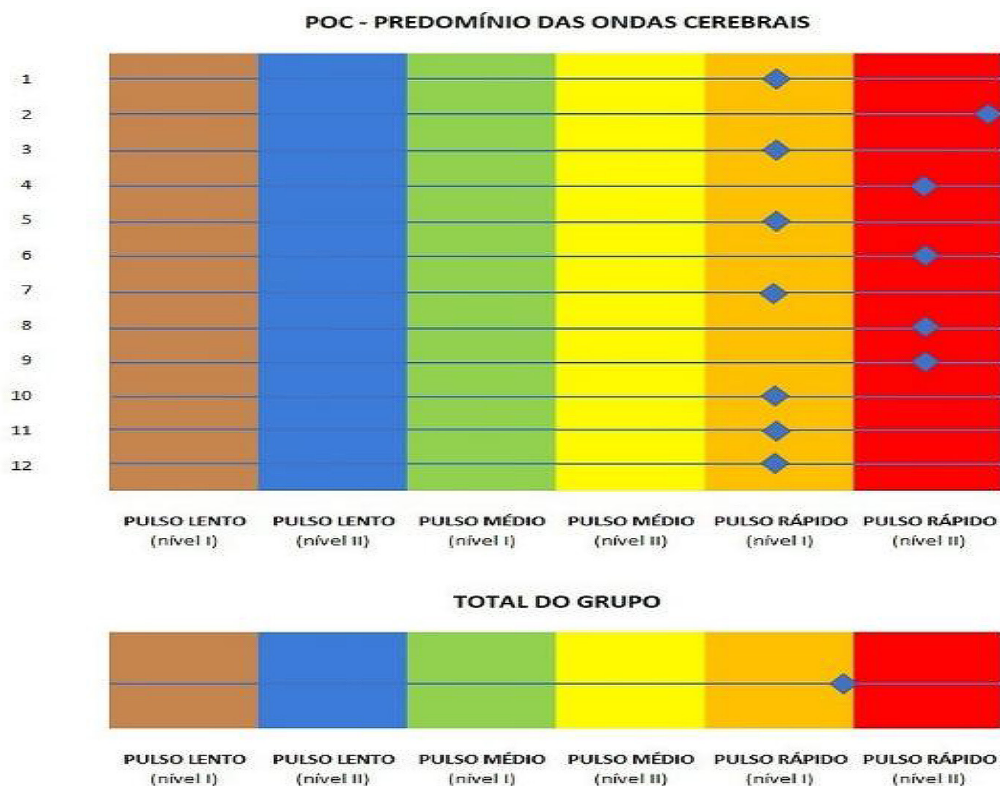 POC - PREDOMÍNIO DAS ONDAS CEREBRAIS
1
2
3
4
5
6
7
8
9
10
11
12
PULSO LENTO PULSO LENTO PULSO MÉDIO PULSO MÉDIO PULSO RÁPIDO PULSO RÁPIDO
(nível I) (nível II) (nível I) (nível II) (nível I) (nível II)
TOTAL DO GRUPO
PULSO LENTO PULSO LENTO PULSO MÉDIO PULSO MÉDIO PULSO RÁPIDO PULSO RÁPIDO
(nível I) (nível II) (nível I) (nível II) (nível I) (nível II)